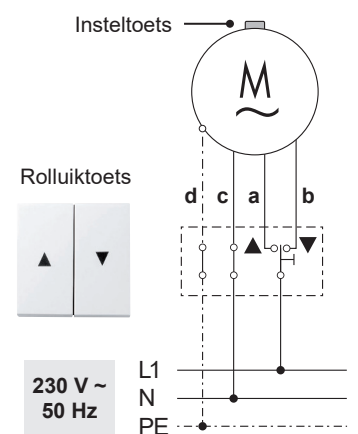 Insteltoets
M
~
Rolluiktoets
d c a b
▲ ▼
▲ ▼
L1
230 V ~
50 Hz
N
PE